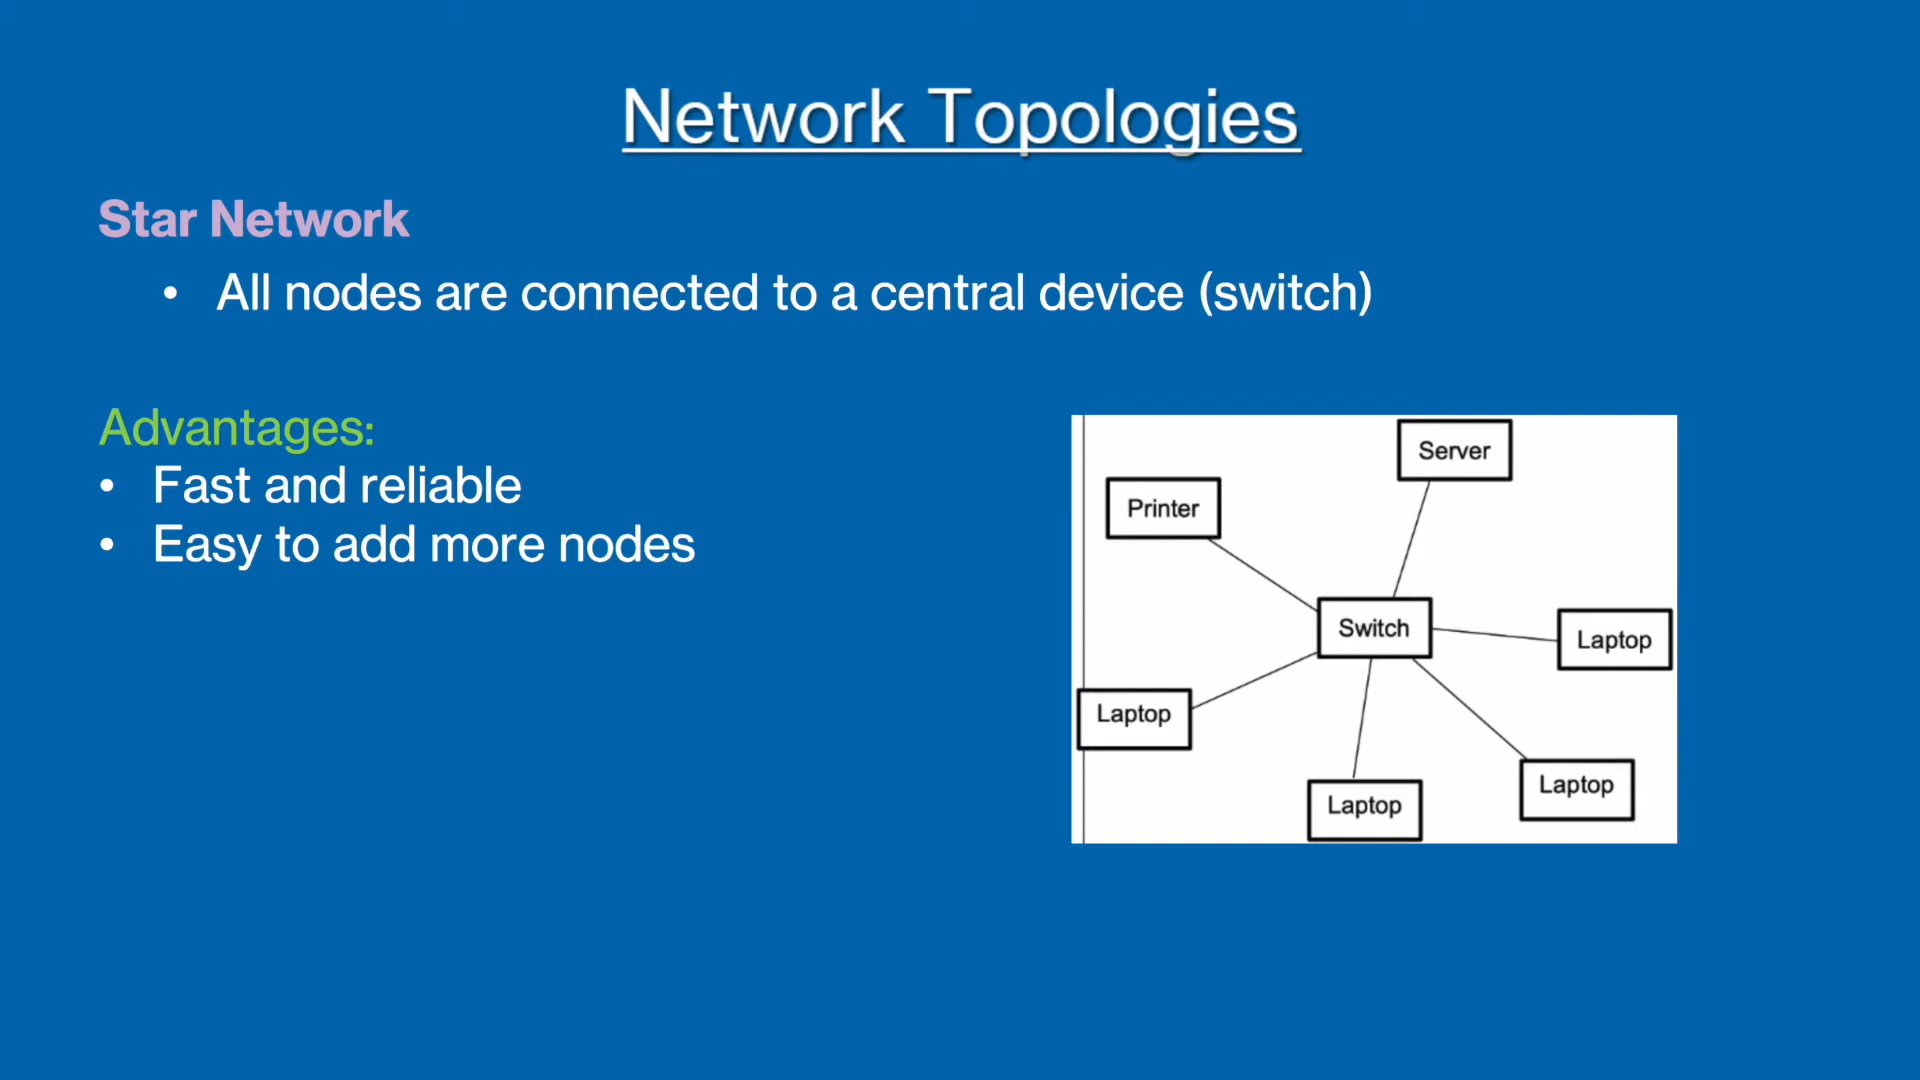 Network Topologies
Star Network
• All nodes are connected to a central device (switch)
Advantages:
• Fast and reliable
• Easy to add more nodes
Server
Printer
Switch
Laptop
Laptop
Laptop
Laptop